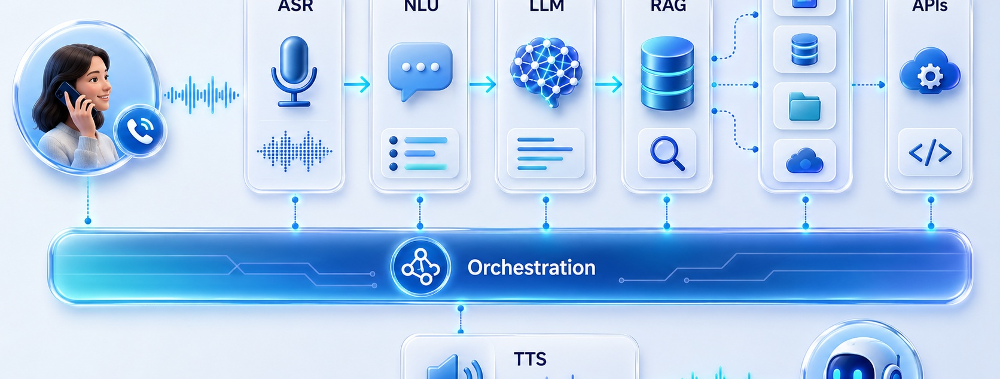 ASR
NLU
LLM
RAG
APIs
</>
Orchestration
TTS